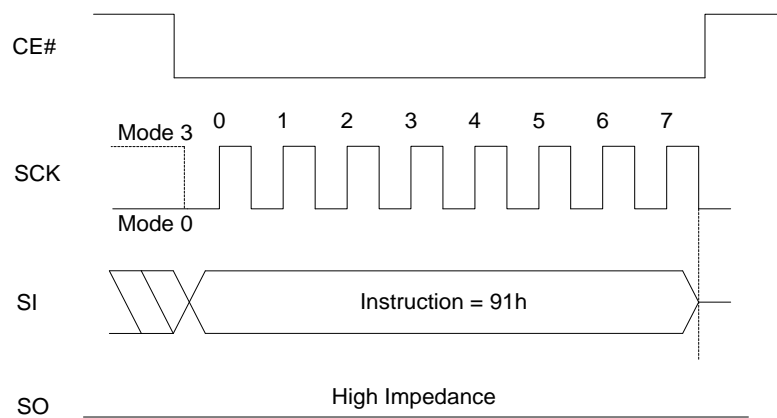 CE#
0 1 2 3 4 5 6 7
Mode 3
SCK
Mode 0
SI
Instruction = 91h
SO
High Impedance